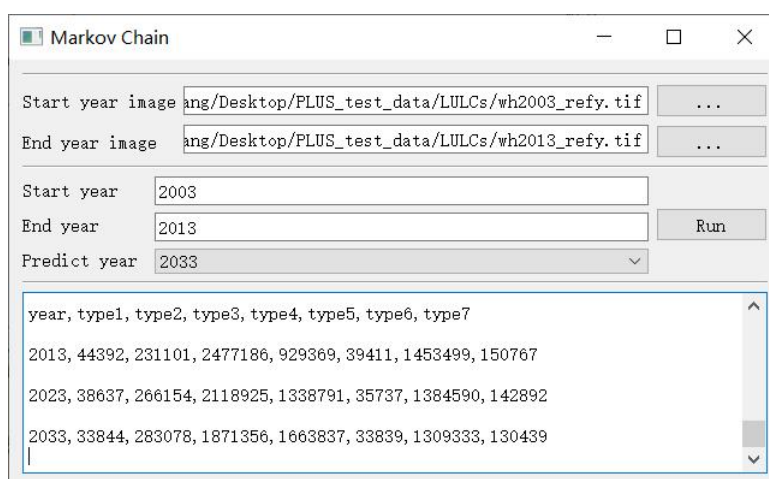 Markov Chain
Start year image ang/Desktop/PLUS_test_data/LULCs/wh2003_refy.tif ...
End year image ang/Desktop/PLUS_test_data/LULCs/wh2013_refy.tif ...
Start year 2003
End year 2013 Run
Predict year 2033
year, type1, type2, type3, type4, type5, type6, type7
2013, 44392, 231101, 2477186, 929369, 39411, 1453499, 150767
2023, 38637, 266154, 2118925, 1338791, 35737, 1384590, 142892
2033, 33844, 283078, 1871356, 1663837, 33839, 1309333, 130439